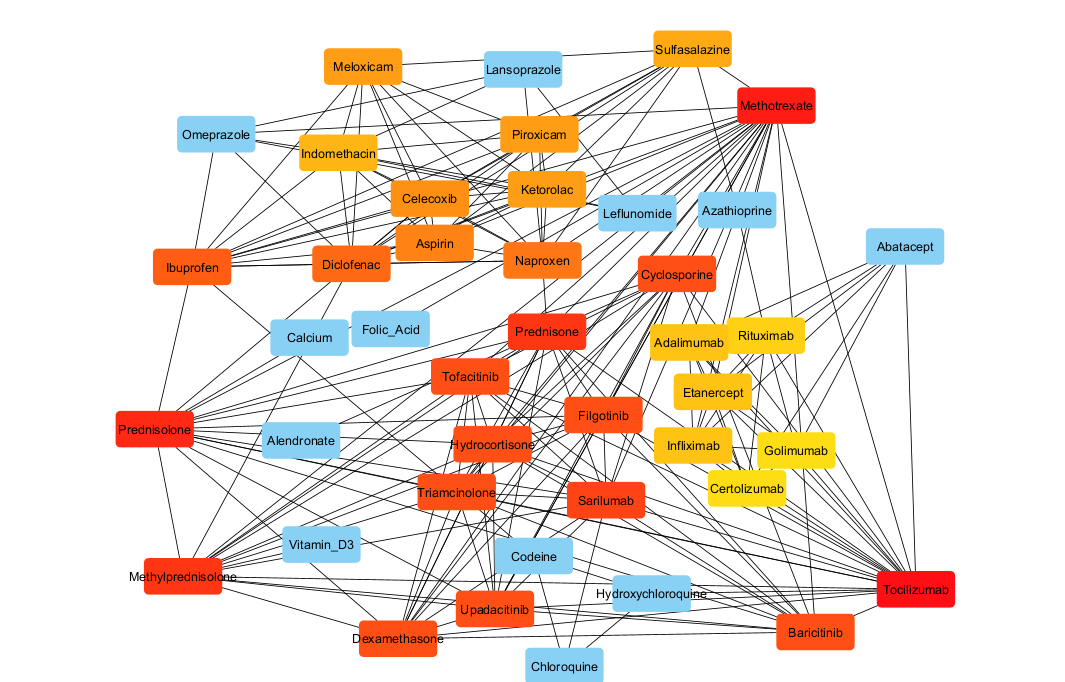 Sulfasalazine
Meloxicam
Lansoprazole
Methotrexate
Omeprazole
Piroxicam
Indomethacin
Ketorolac
Celecoxib
Leflunomide
Azathioprine
Aspirin
Abatacept
Naproxen
Diclofenac
Ibuprofen
Cyclosporine
Folic_Acid
Prednisone
Calcium
Rituximab
Adalimumab
Tofacitinib
Etanercept
Filgotinib
Prednisolone
Alendronate
Hydrocortisone
Infliximab
Golimumab
Triamcinolone
Certolizumab
Sarilumab
Vitamin_D3
Codeine
Methylprednisolone
Tocilizumab
Hydroxychloroquine
Upadacitinib
Baricitinib
Dexamethasone
Chloroquine